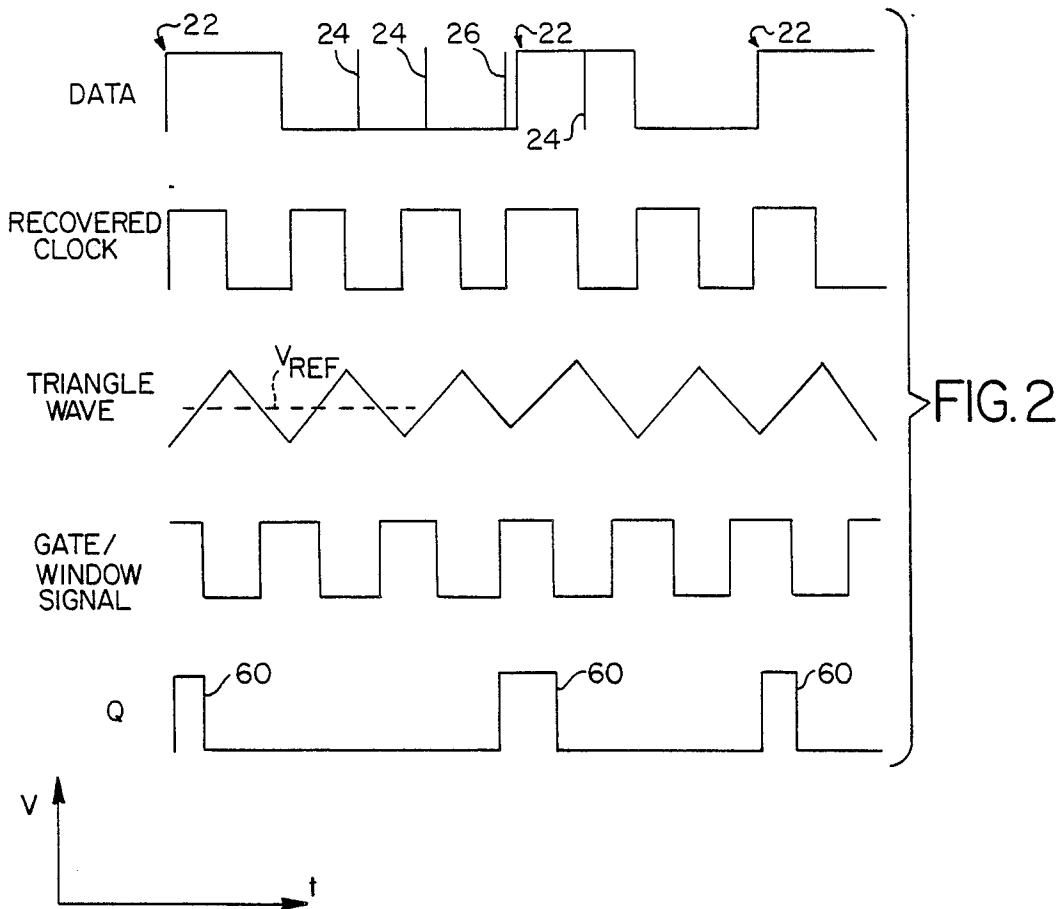 22 24 24 26 22 22
DATA
24
RECOVERED
CLOCK
VREF
TRIANGLE
WAVE
FIG. 2
GATE/
WINDOW
SIGNAL
60 60 60
Q
V
t